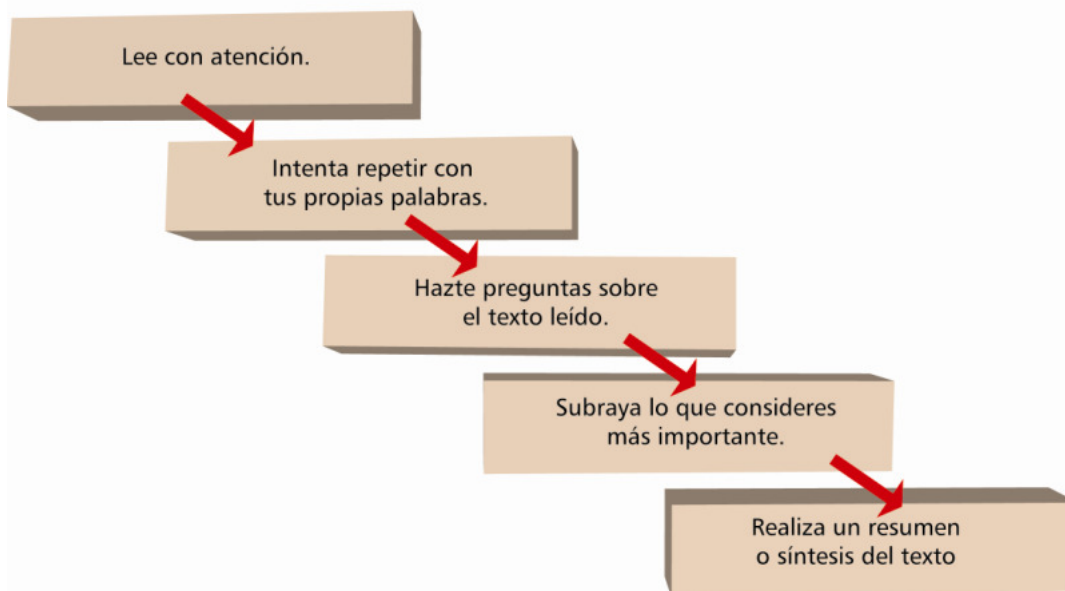 Lee con atención.
Intenta repetir con
tus propias palabras.
Hazte preguntas sobre
el texto leído.
Subraya lo que consideres
más importante.
Realiza un resumen
o síntesis del texto